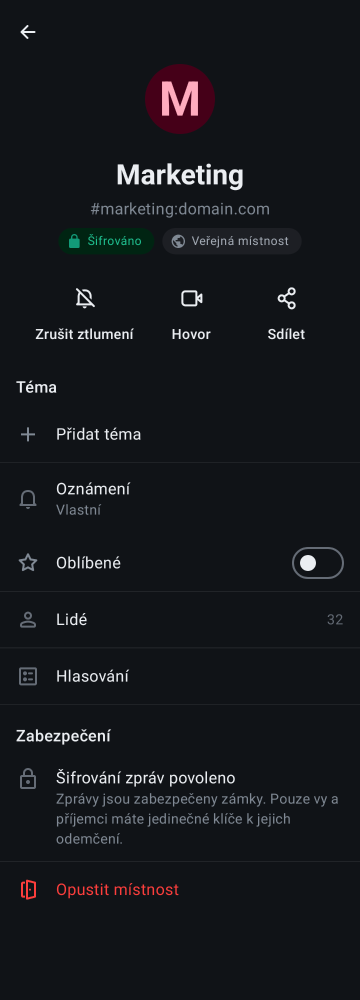 M
Marketing
#marketing:domain.com
Šifrováno
Veřejná místnost
Zrušit ztlumení
Hovor
Sdílet
Téma
Přidat téma
Oznámení
Vlastní
Oblíbené
Lidé
32
Hlasování
Zabezpečení
Šifrování zpráv povoleno
Zprávy jsou zabezpečeny zámky. Pouze vy a
příjemci máte jedinečné klíče k jejich
odemčení.
Opustit místnost